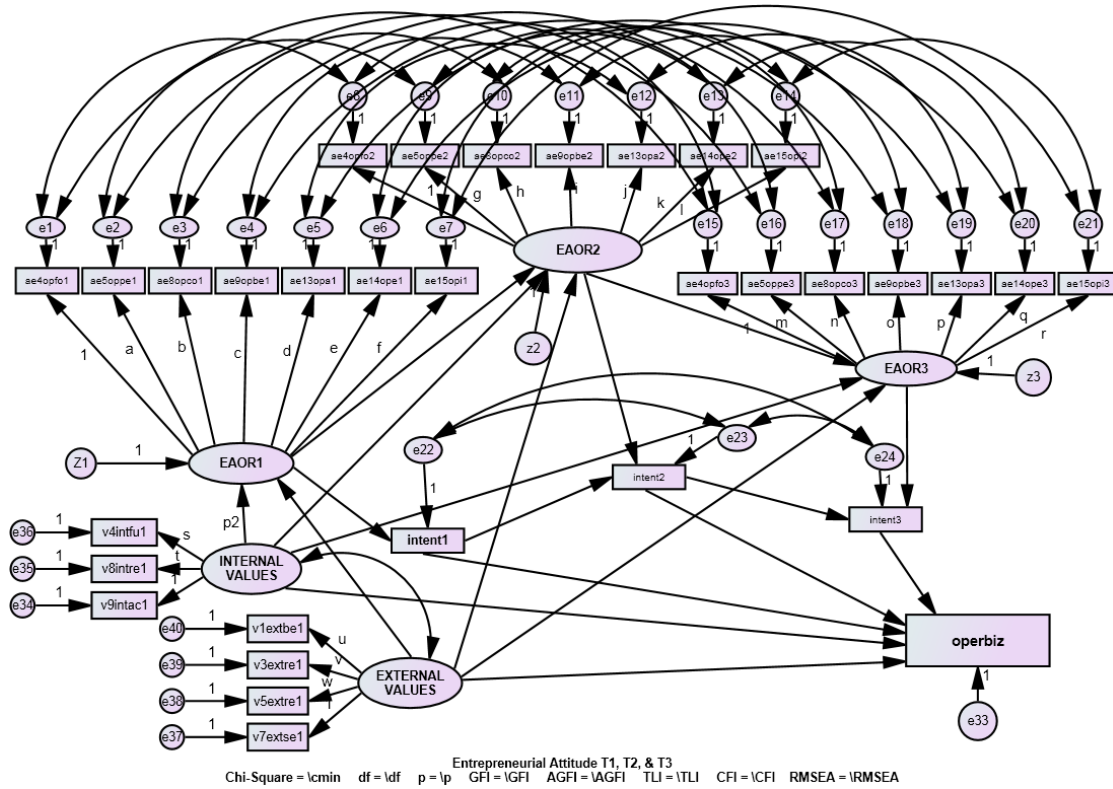 e8 e9 e10 e11 e12 e13 e14
1 1 1 1 1 1 1
ae4opfo2 ae5oppe2 ae8opco2 ae9opbe2 ae13opa2 ae14ope2 ae15opi2
1 g h i j k l
e1 e2 e3 e4 e5 e6 e7
1 1 1 1 1 1 1
ae4opfo1 ae5oppe1 ae8opco1 ae9opbe1 ae13opa1 ae14ope1 ae15opi1
EAOR2
e15 e16 e17 e18 e19 e20 e21
1 1 1 1 1 1 1
ae4opfo3 ae5oppe3 ae8opco3 ae9opbe3 ae13opa3 ae14ope3 ae15opi3
1 a b c d e f
1
z2
1 m n o p q r
EAOR3
1
z3
Z1
1
EAOR1
e22
1
e23
1
e24
1
intent2
intent1
intent3
p2
e36 1 v4intfu1 s
e35 1 v8intre1 t
e34 1 v9intac1 1
INTERNAL
VALUES
e40 1 v1extbe1 u
e39 1 v3extre1 v
e38 1 v5extre1 w
e37 1 v7extse1 1
EXTERNAL
VALUES
operbiz
1
e33
Entrepreneurial Attitude T1, T2, & T3
Chi-Square = \cmin df = \df p = \p GFI = \GFI AGFI = \AGFI TLI = \TLI CFI = \CFI RMSEA = \RMSEA